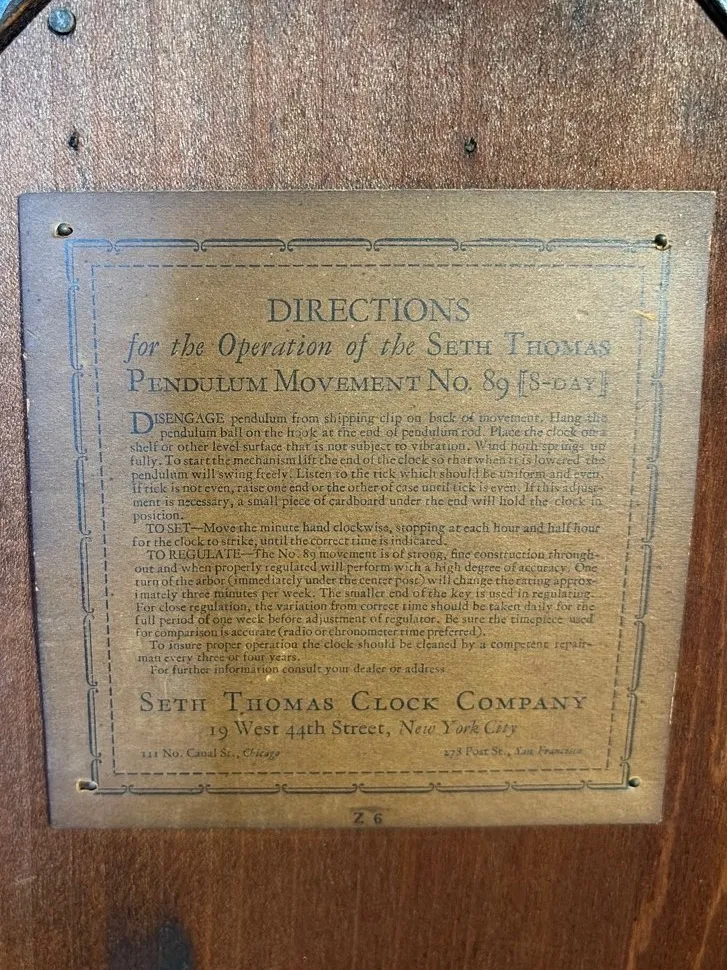 DIRECTIONS
for the Operation of the SETH THOMAS
PENDULUM MOVEMENT No. 89 [8-DAY]
DISENGAGE pendulum from shipping clip on back of movement. Hang the
pendulum ball on the hook at the end of pendulum rod. Place the clock on a
shelf or other level surface that is not subject to vibration. Wind both springs up
fully. To start the mechanism lift the end of the clock so that when it is lowered the
pendulum will swing freely. Listen to the tick which should be uniform and even.
If tick is not even, raise one end or the other of case until tick is even. If this adjust-
ment is necessary, a small piece of cardboard under the end will hold the clock in
position.
TO SET—Move the minute hand clockwise, stopping at each hour and half hour
for the clock to strike, until the correct time is indicated.
TO REGULATE—The No. 89 movement is of strong, fine construction through-
out and when properly regulated will perform with a high degree of accuracy. One
turn of the arbor (immediately under the center post) will change the rating approx-
imately three minutes per week. The smaller end of the key is used in regulating.
For close regulation, the variation from correct time should be taken daily for the
full period of one week before adjustment of regulator. Be sure the timepiece used
for comparison is accurate (radio or chronometer time preferred).
To insure proper operation the clock should be cleaned by a competent repair-
man every three or four years.
For further information consult your dealer or address
SETH THOMAS CLOCK COMPANY
19 West 44th Street, New York City
111 No. Canal St., Chicago
278 Post St., San Francisco
Z 6